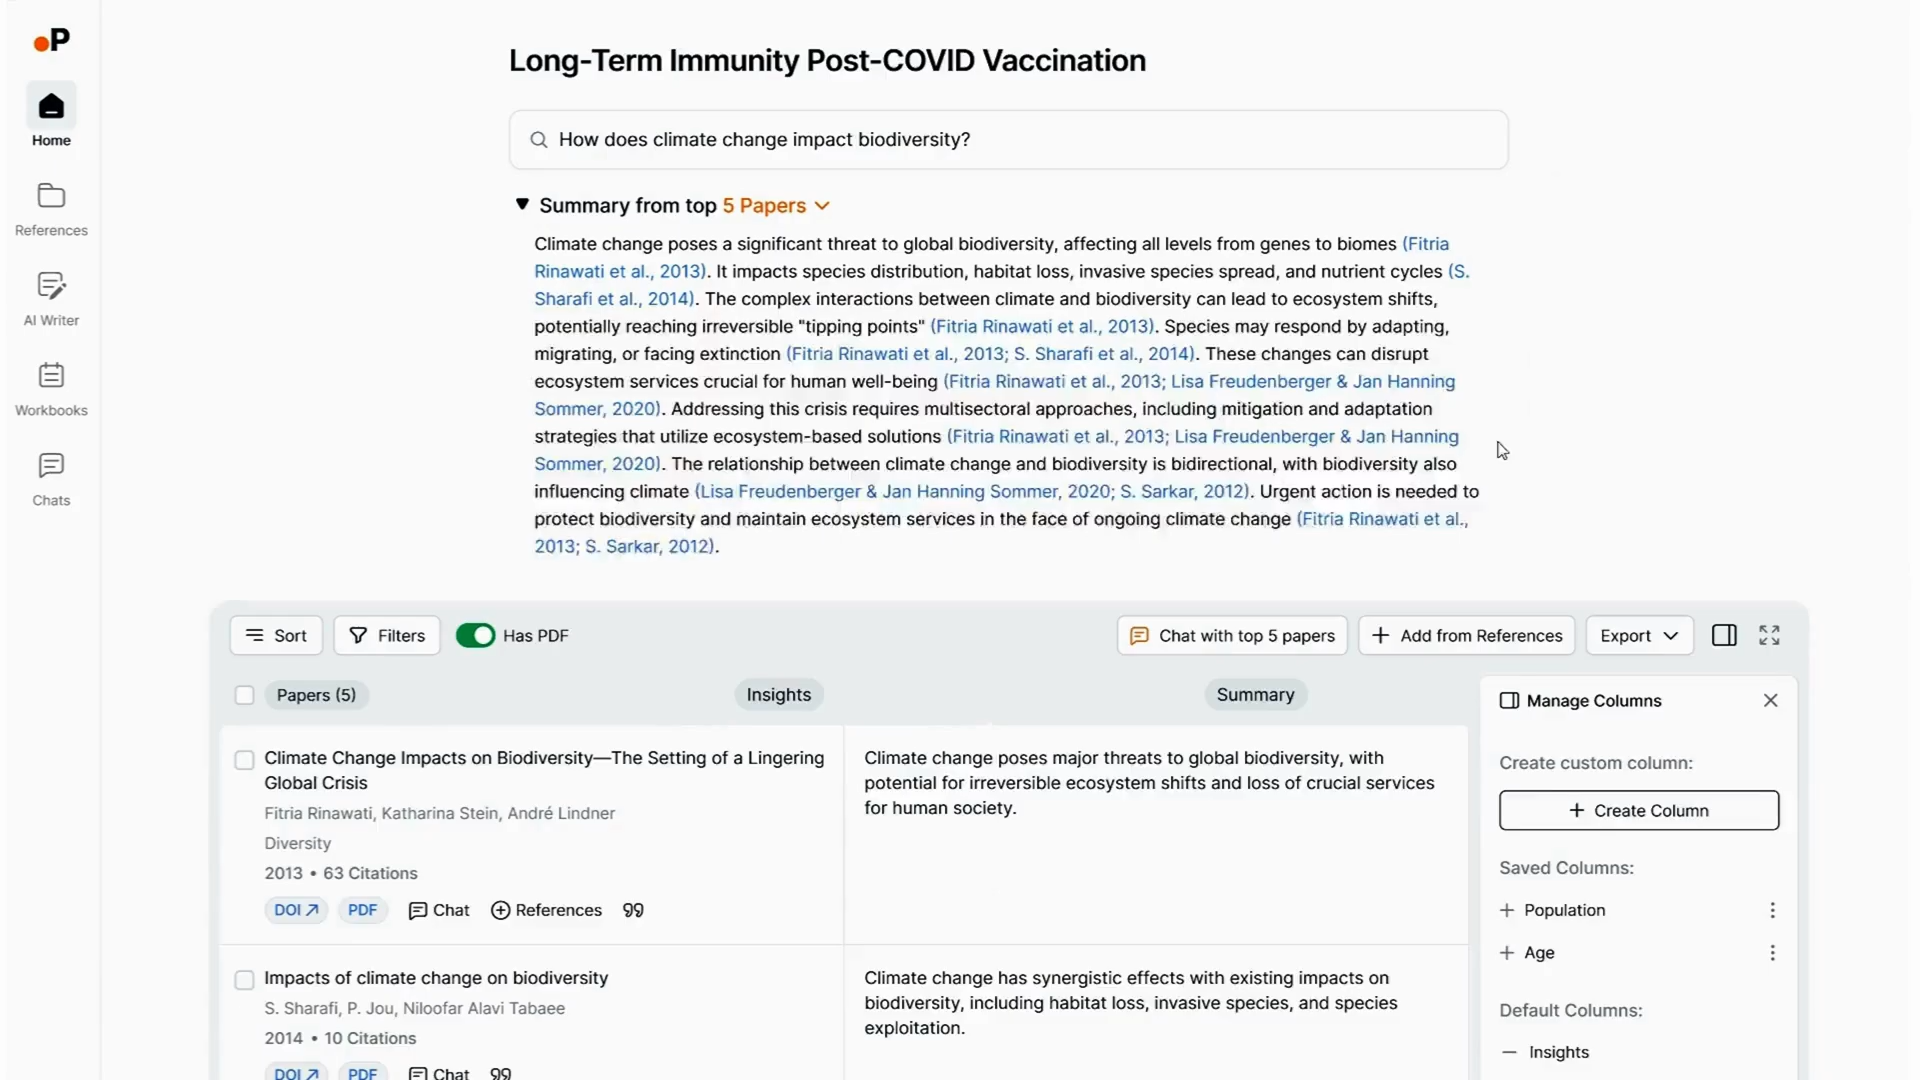 P
Home
References
AI Writer
Workbooks
Chats
Long-Term Immunity Post-COVID Vaccination
How does climate change impact biodiversity?
Summary from top 5 Papers
Climate change poses a significant threat to global biodiversity, affecting all levels from genes to biomes (Fitria
Rinawati et al., 2013). It impacts species distribution, habitat loss, invasive species spread, and nutrient cycles (S.
Sharafi et al., 2014). The complex interactions between climate and biodiversity can lead to ecosystem shifts,
potentially reaching irreversible "tipping points" (Fitria Rinawati et al., 2013). Species may respond by adapting,
migrating, or facing extinction (Fitria Rinawati et al., 2013; S. Sharafi et al., 2014). These changes can disrupt
ecosystem services crucial for human well-being (Fitria Rinawati et al., 2013; Lisa Freudenberger & Jan Hanning
Sommer, 2020). Addressing this crisis requires multisectoral approaches, including mitigation and adaptation
strategies that utilize ecosystem-based solutions (Fitria Rinawati et al., 2013; Lisa Freudenberger & Jan Hanning
Sommer, 2020). The relationship between climate change and biodiversity is bidirectional, with biodiversity also
influencing climate (Lisa Freudenberger & Jan Hanning Sommer, 2020; S. Sarkar, 2012). Urgent action is needed to
protect biodiversity and maintain ecosystem services in the face of ongoing climate change (Fitria Rinawati et al.,
2013; S. Sarkar, 2012).
Sort Filters Has PDF Chat with top 5 papers + Add from References Export
Papers (5) Insights Summary
Climate Change Impacts on Biodiversity—The Setting of a Lingering
Global Crisis
Fitria Rinawati, Katharina Stein, André Lindner
Diversity
2013 • 63 Citations
DOI PDF Chat References
Climate change poses major threats to global biodiversity, with
potential for irreversible ecosystem shifts and loss of crucial services
for human society.
Impacts of climate change on biodiversity
S. Sharafi, P. Jou, Niloofar Alavi Tabaee
2014 • 10 Citations
DOI PDF Chat
Climate change has synergistic effects with existing impacts on
biodiversity, including habitat loss, invasive species, and species
exploitation.
Manage Columns
Create custom column:
+ Create Column
Saved Columns:
+ Population
+ Age
Default Columns:
— Insights